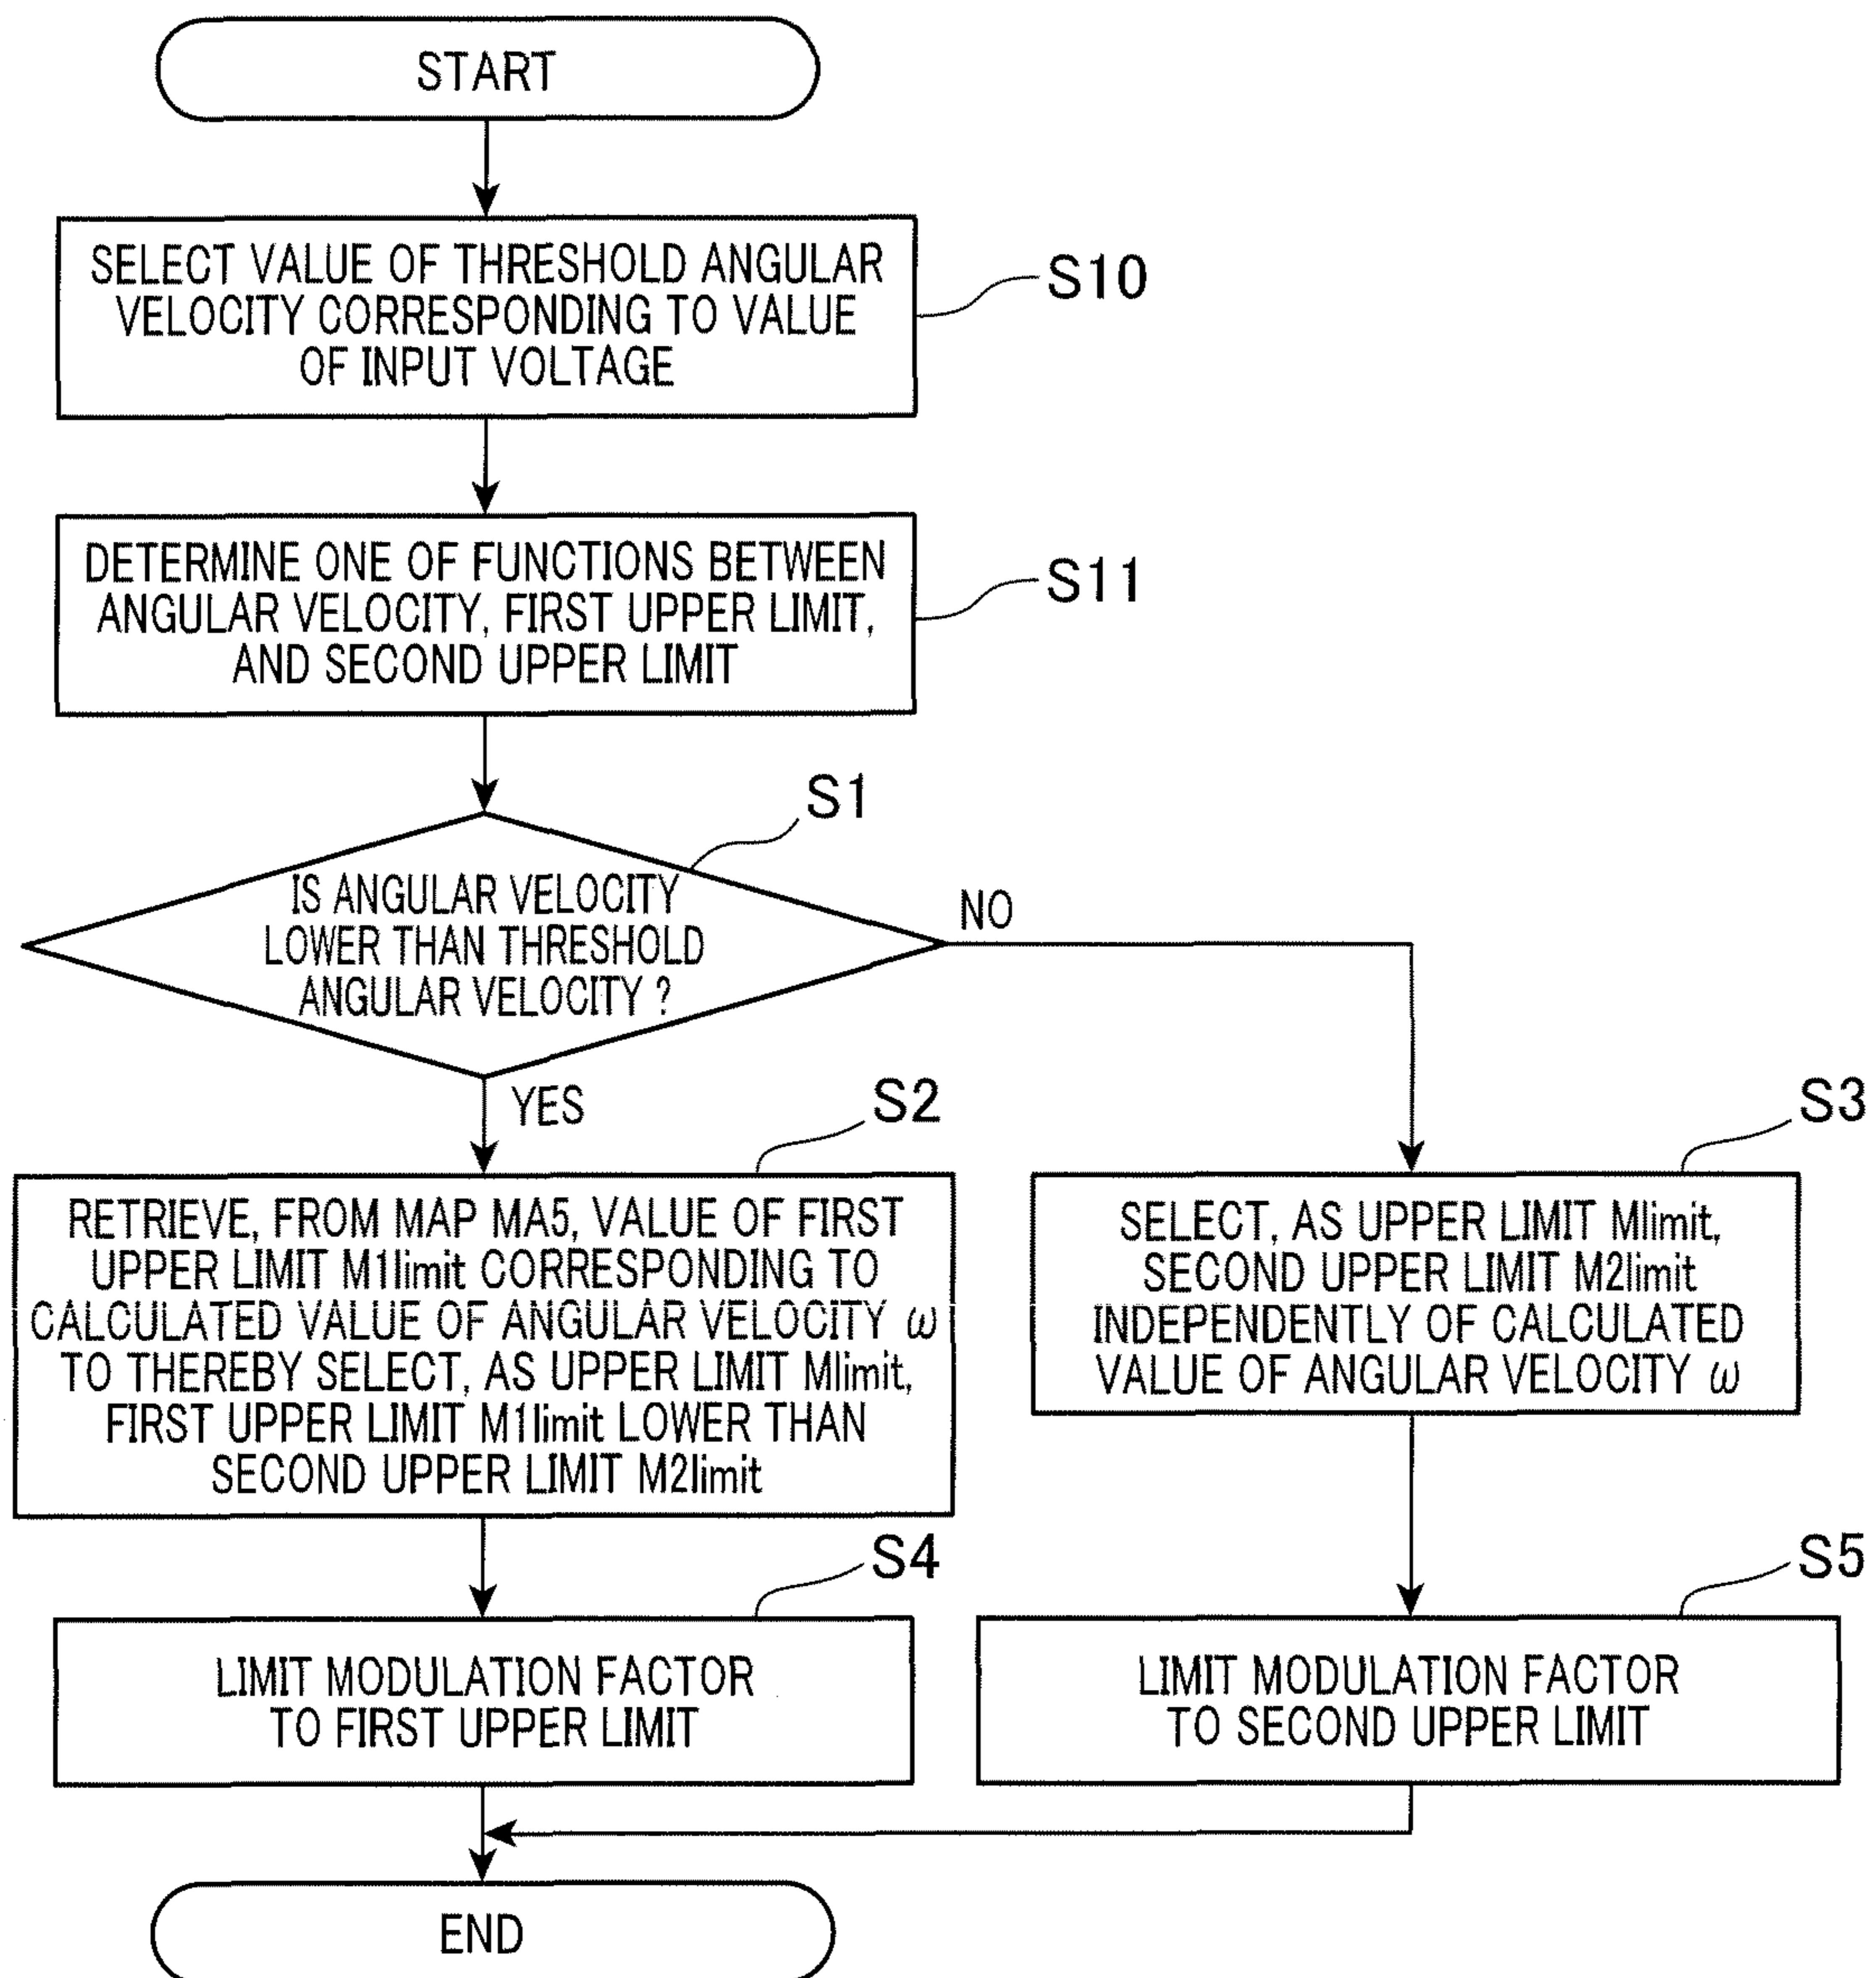 START
SELECT VALUE OF THRESHOLD ANGULAR
VELOCITY CORRESPONDING TO VALUE
OF INPUT VOLTAGE
S10
DETERMINE ONE OF FUNCTIONS BETWEEN
ANGULAR VELOCITY, FIRST UPPER LIMIT,
AND SECOND UPPER LIMIT
S11
S1
IS ANGULAR VELOCITY
LOWER THAN THRESHOLD
ANGULAR VELOCITY ?
NO
YES
S2
RETRIEVE, FROM MAP MA5, VALUE OF FIRST
UPPER LIMIT M1limit CORRESPONDING TO
CALCULATED VALUE OF ANGULAR VELOCITY ω
TO THEREBY SELECT, AS UPPER LIMIT Mlimit,
FIRST UPPER LIMIT M1limit LOWER THAN
SECOND UPPER LIMIT M2limit
S3
SELECT, AS UPPER LIMIT Mlimit,
SECOND UPPER LIMIT M2limit
INDEPENDENTLY OF CALCULATED
VALUE OF ANGULAR VELOCITY ω
S4
LIMIT MODULATION FACTOR
TO FIRST UPPER LIMIT
S5
LIMIT MODULATION FACTOR
TO SECOND UPPER LIMIT
END